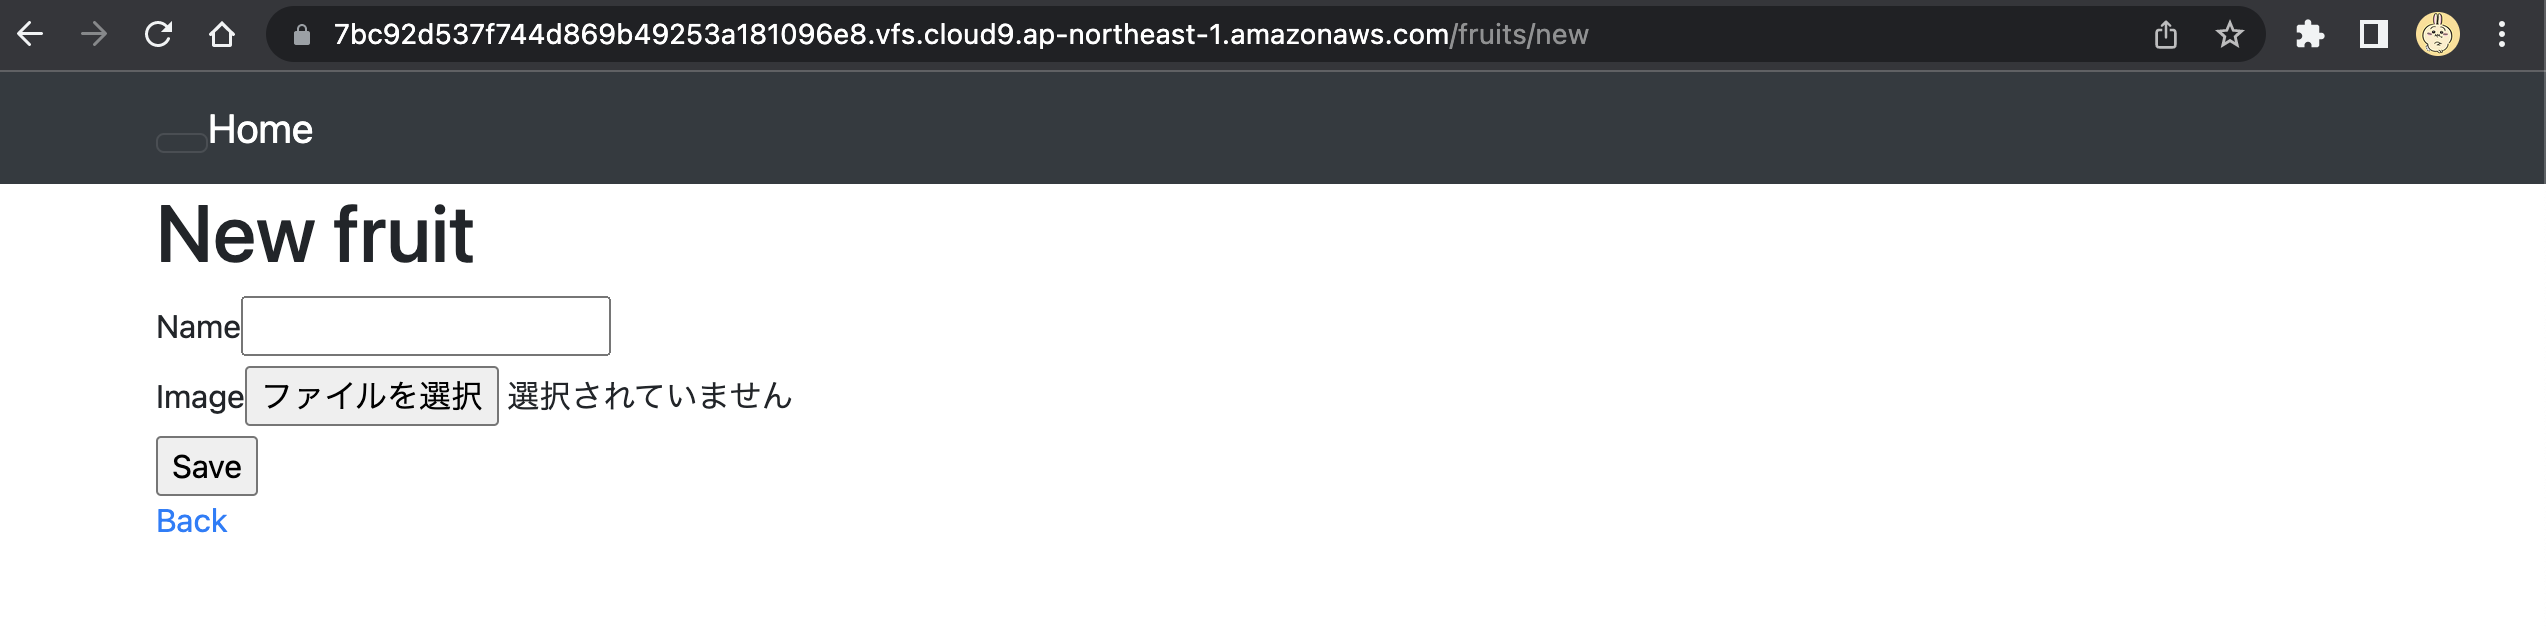 7bc92d537f744d869b49253a181096e8.vfs.cloud9.ap-northeast-1.amazonaws.com/fruits/new
Home
New fruit
Name
Image ファイルを選択 選択されていません
Save
Back